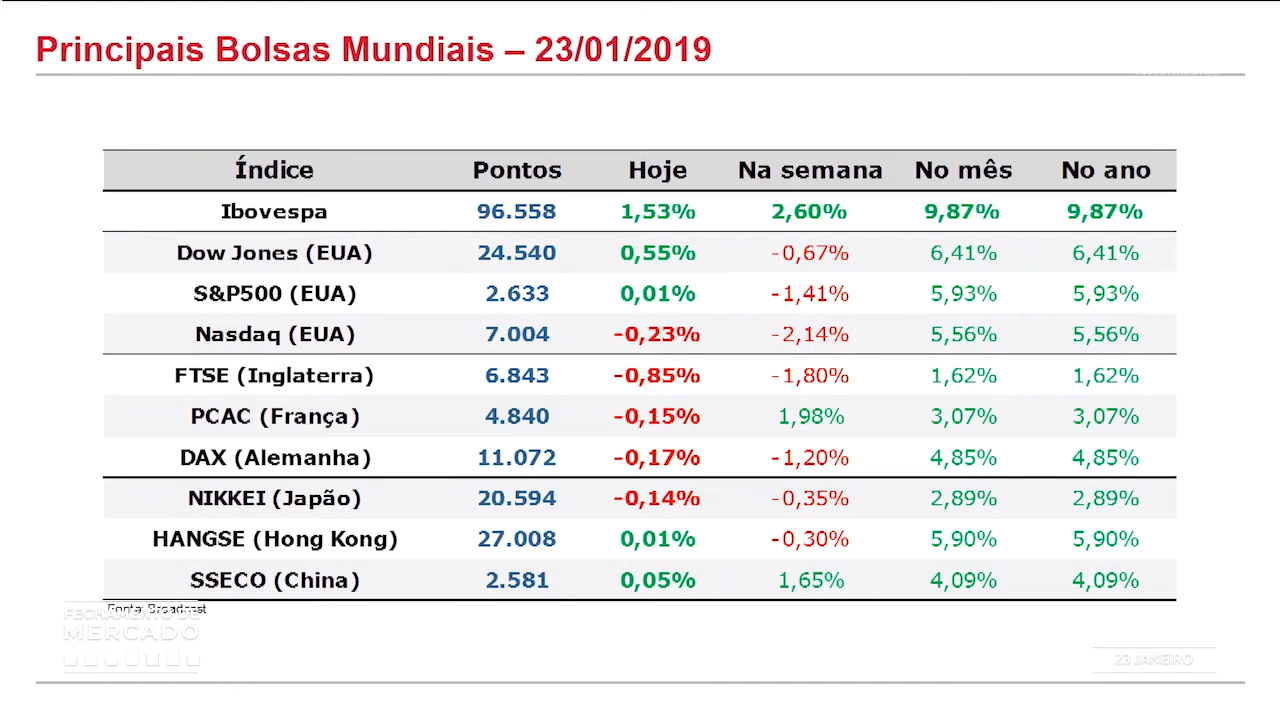 Principais Bolsas Mundiais – 23/01/2019
Índice Pontos Hoje Na semana No mês No ano
Ibovespa 96.558 1,53% 2,60% 9,87% 9,87%
Dow Jones (EUA) 24.540 0,55% -0,67% 6,41% 6,41%
S&P500 (EUA) 2.633 0,01% -1,41% 5,93% 5,93%
Nasdaq (EUA) 7.004 -0,23% -2,14% 5,56% 5,56%
FTSE (Inglaterra) 6.843 -0,85% -1,80% 1,62% 1,62%
PCAC (França) 4.840 -0,15% 1,98% 3,07% 3,07%
DAX (Alemanha) 11.072 -0,17% -1,20% 4,85% 4,85%
NIKKEI (Japão) 20.594 -0,14% -0,35% 2,89% 2,89%
HANGSE (Hong Kong) 27.008 0,01% -0,30% 5,90% 5,90%
SSECO (China) 2.581 0,05% 1,65% 4,09% 4,09%
Fonte: Broadcast
FECHAMENTO DE
MERCADO
23 JANEIRO